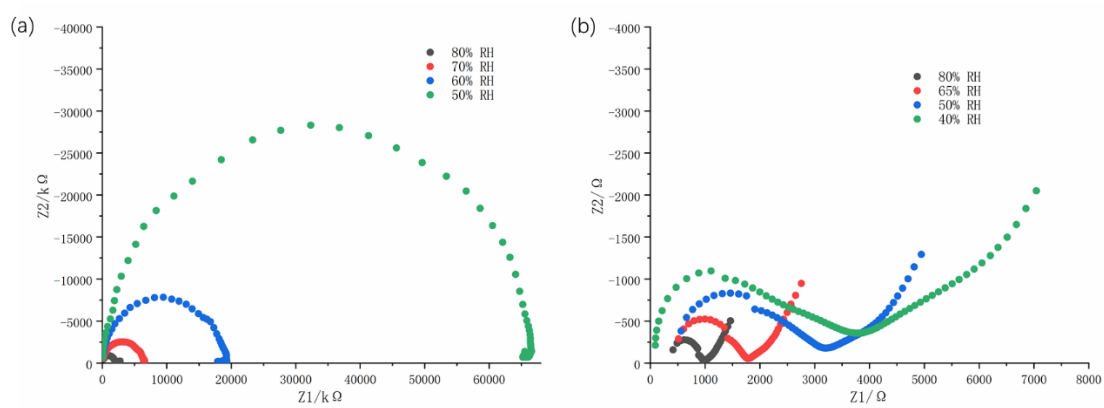 (a)
-40000
-35000
-30000
-25000
-20000
-15000
-10000
-5000
0
Z2/kΩ
80% RH
70% RH
60% RH
50% RH
0 10000 20000 30000 40000 50000 60000
Z1/kΩ
(b)
-4000
-3500
-3000
-2500
-2000
-1500
-1000
-500
0
Z2/Ω
80% RH
65% RH
50% RH
40% RH
0 1000 2000 3000 4000 5000 6000 7000 8000
Z1/Ω